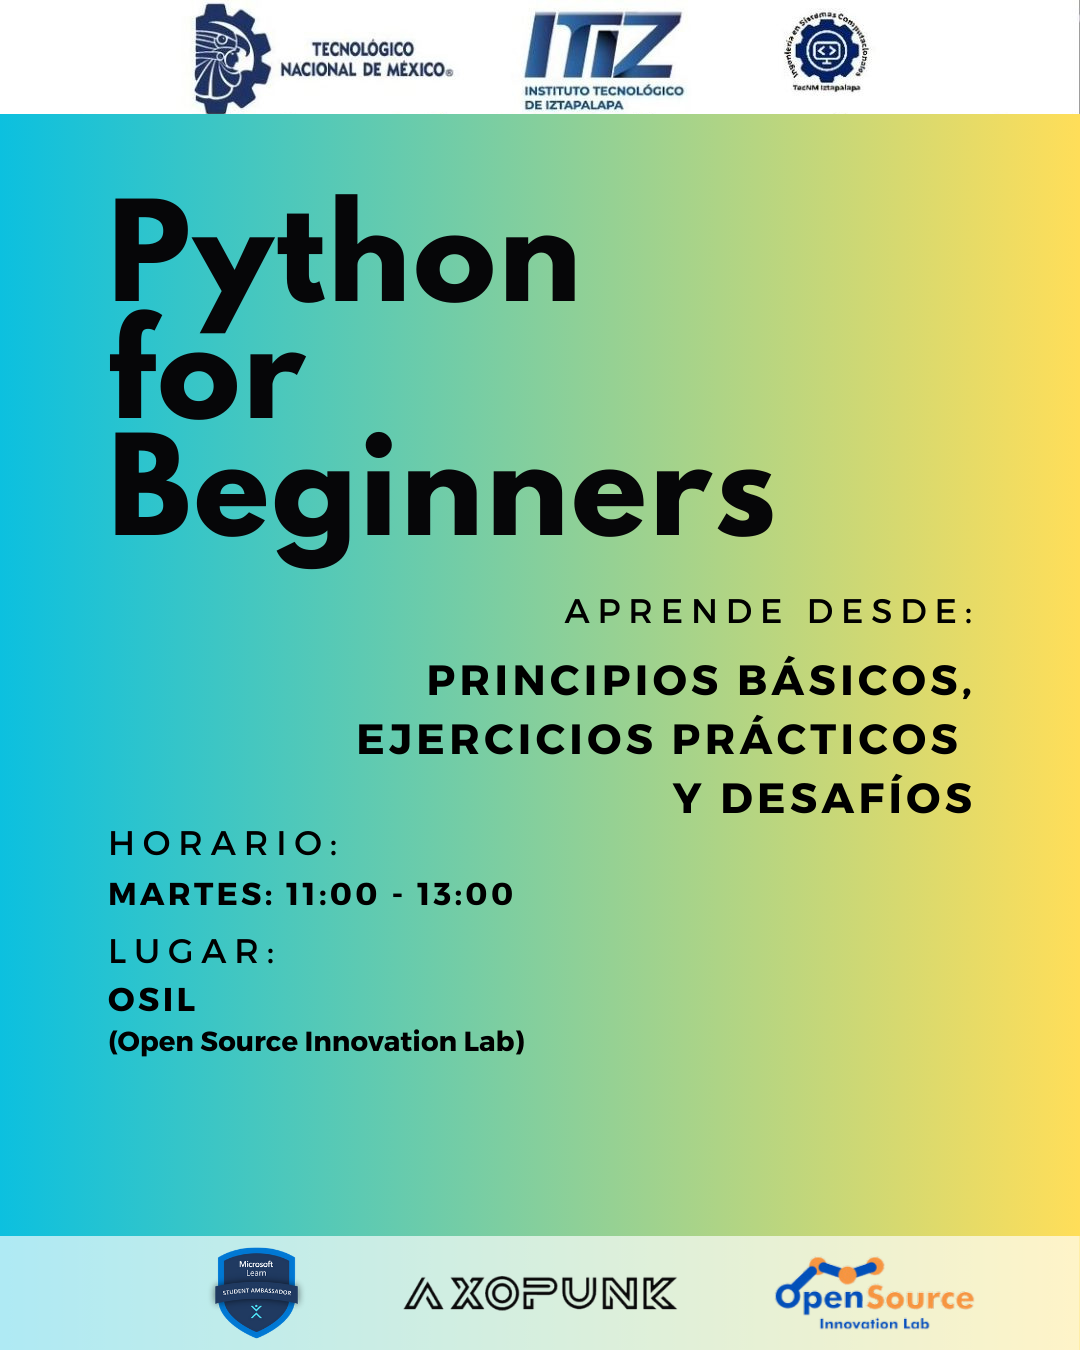 TECNOLÓGICO
NACIONAL DE MÉXICO®
ITIZ
INSTITUTO TECNOLÓGICO
DE IZTAPALAPA
Ingeniería en Sistemas Computacionales
TecNM Iztapalapa
Python
for
Beginners
APRENDE DESDE:
PRINCIPIOS BÁSICOS,
EJERCICIOS PRÁCTICOS
Y DESAFÍOS
HORARIO:
MARTES: 11:00 - 13:00
LUGAR:
OSIL
(Open Source Innovation Lab)
Microsoft
Learn
STUDENT AMBASSADOR
AXOPUNK
OpenSource
Innovation Lab